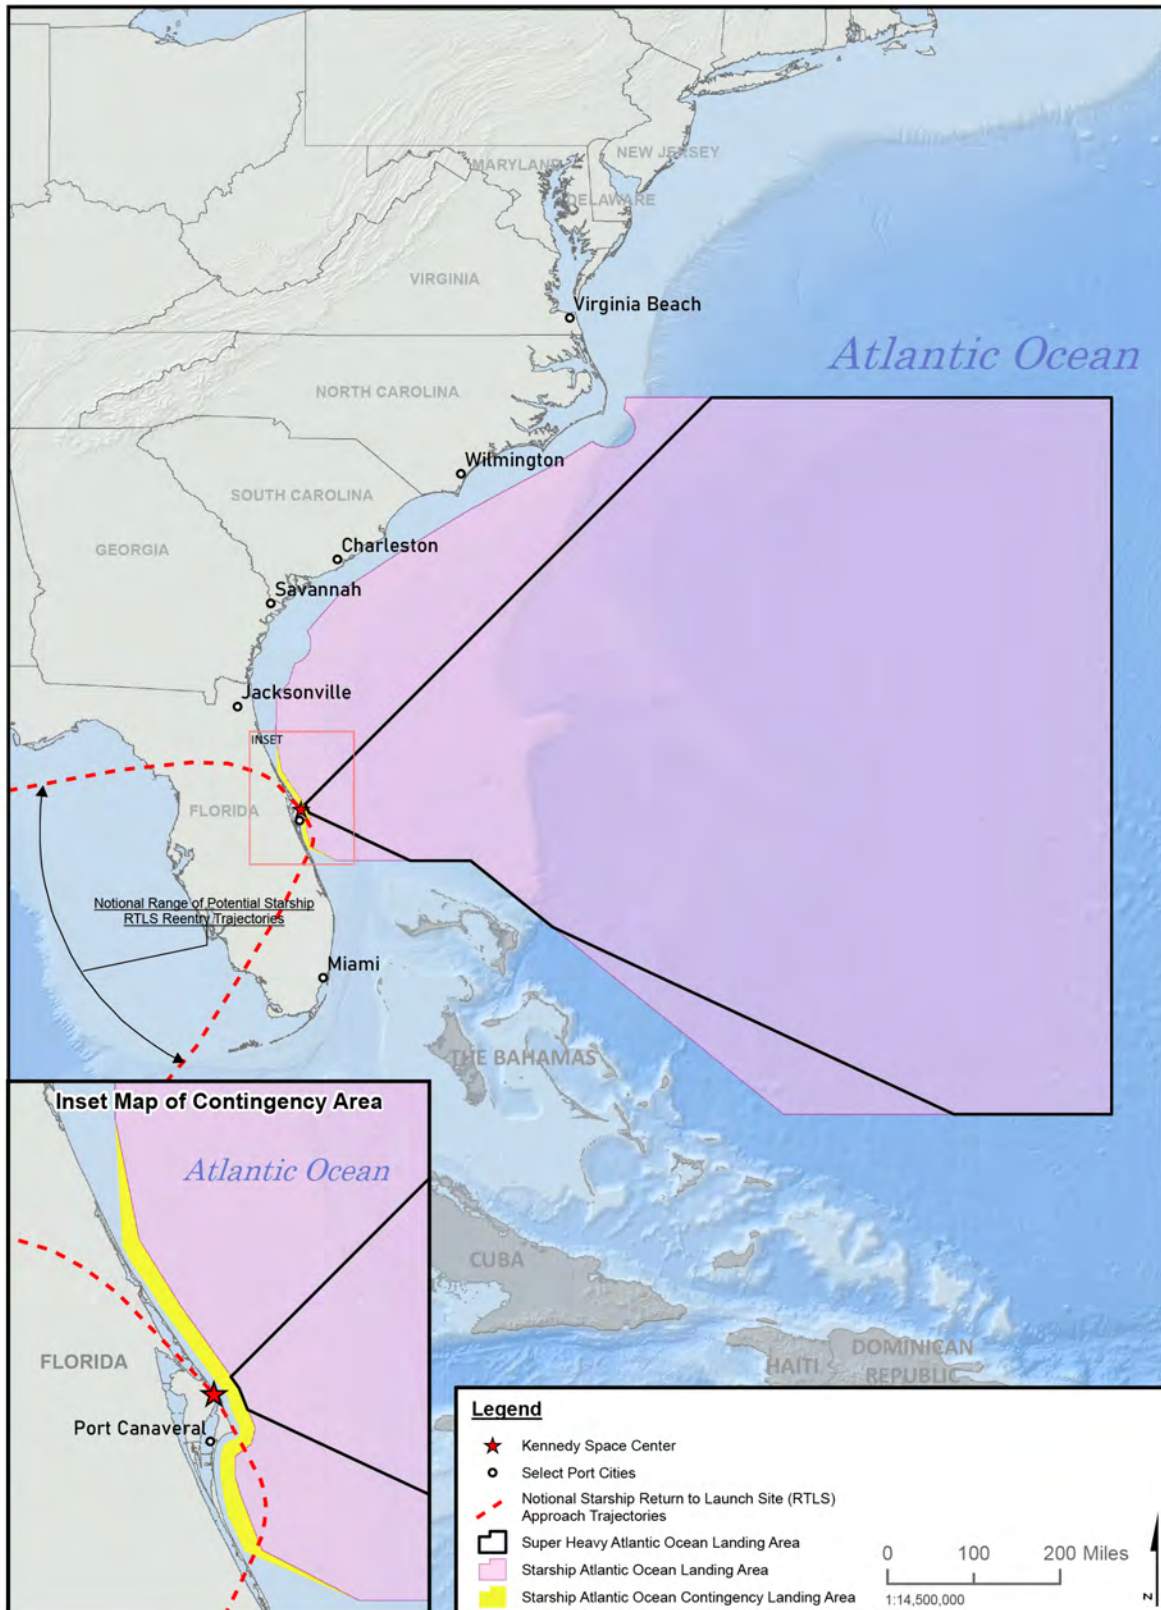 MARYLAND
NEW JERSEY
DELAWARE
VIRGINIA
Virginia Beach
Atlantic Ocean
NORTH CAROLINA
Wilmington
SOUTH CAROLINA
GEORGIA
Charleston
Savannah
Jacksonville
INSET
FLORIDA
Notional Range of Potential Starship
RTLS Reentry Trajectories
Miami
THE BAHAMAS
CUBA
HAITI
DOMINICAN
REPUBLIC
Inset Map of Contingency Area
Atlantic Ocean
FLORIDA
Port Canaveral
Legend
Kennedy Space Center
Select Port Cities
Notional Starship Return to Launch Site (RTLS)
Approach Trajectories
Super Heavy Atlantic Ocean Landing Area
Starship Atlantic Ocean Landing Area
Starship Atlantic Ocean Contingency Landing Area
0 100 200 Miles
1:14,500,000
N